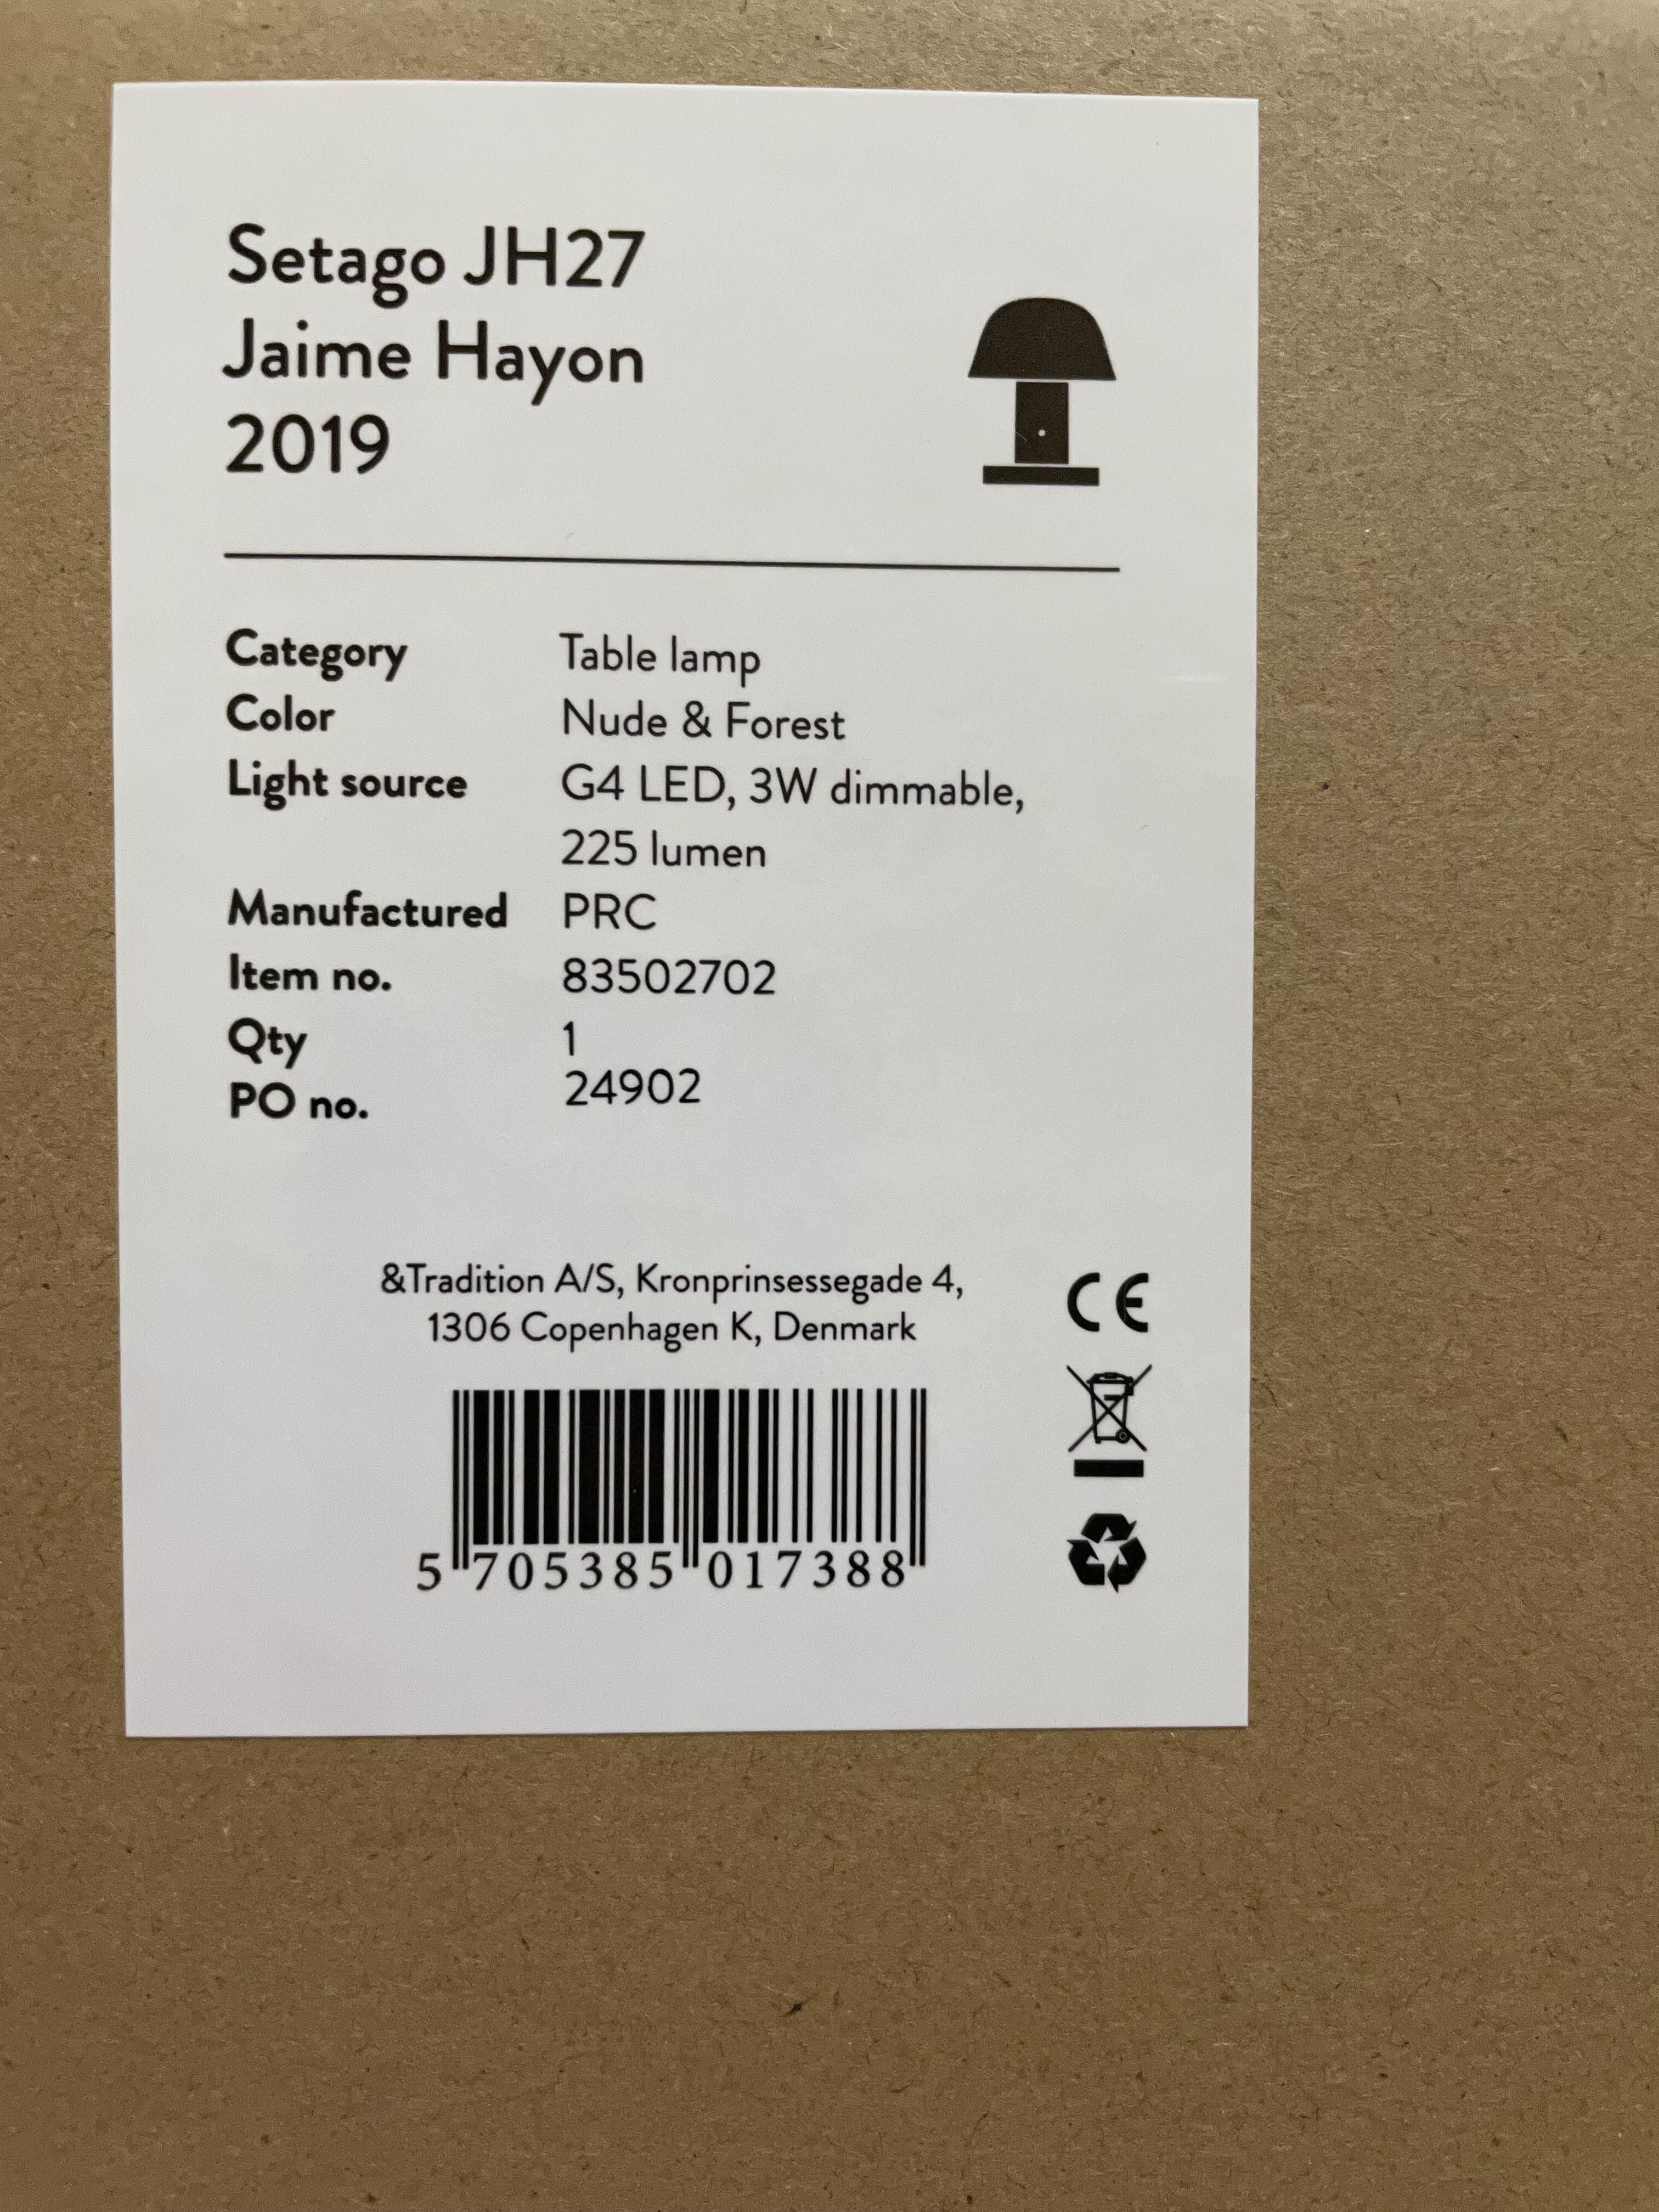 Setago JH27
Jaime Hayon
2019
Category Table lamp
Color Nude & Forest
Light source G4 LED, 3W dimmable,
225 lumen
Manufactured PRC
Item no. 83502702
Qty 1
PO no. 24902
&Tradition A/S, Kronprinsessegade 4,
1306 Copenhagen K, Denmark
CE
5 705385 017388